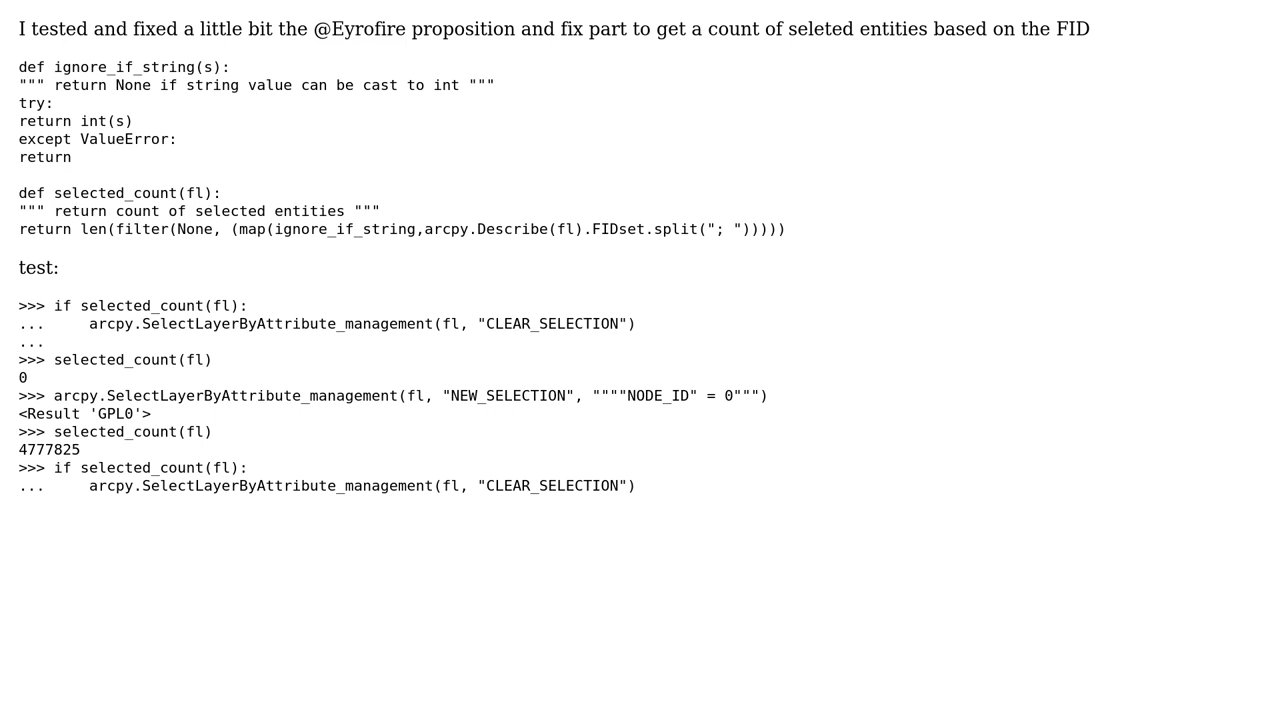 I tested and fixed a little bit the @Eyrofire proposition and fix part to get a count of seleted entities based on the FID
def ignore_if_string(s):
""" return None if string value can be cast to int """
try:
return int(s)
except ValueError:
return
def selected_count(fl):
""" return count of selected entities """
return len(filter(None, (map(ignore_if_string,arcpy.Describe(fl).FIDset.split("; ")))))
test:
>>> if selected_count(fl):
...     arcpy.SelectLayerByAttribute_management(fl, "CLEAR_SELECTION")
...
>>> selected_count(fl)
0
>>> arcpy.SelectLayerByAttribute_management(fl, "NEW_SELECTION", """"NODE_ID" = 0""")
<Result 'GPL0'>
>>> selected_count(fl)
4777825
>>> if selected_count(fl):
...     arcpy.SelectLayerByAttribute_management(fl, "CLEAR_SELECTION")